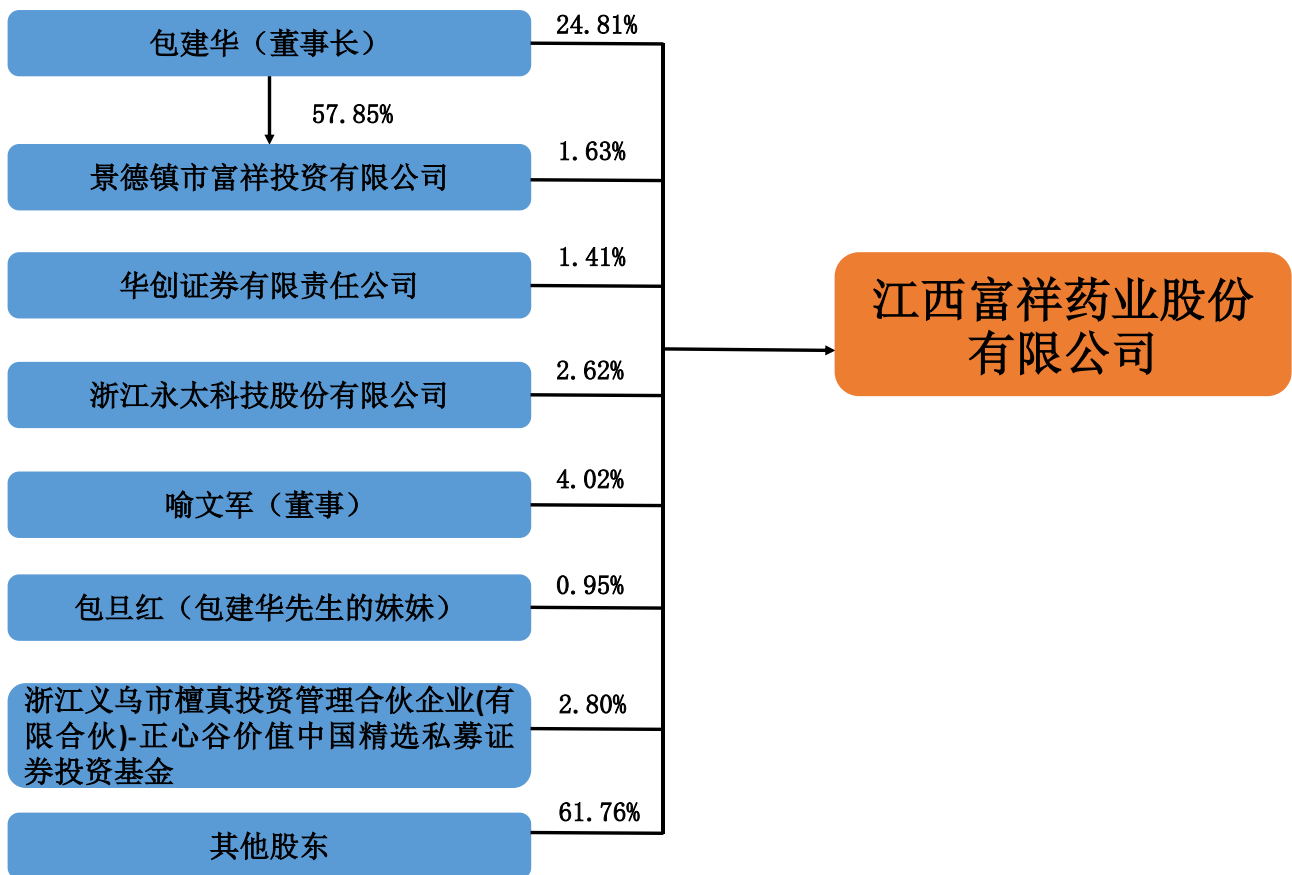 包建华（董事长）
24.81%
57.85%
景德镇市富祥投资有限公司
1.63%
华创证券有限责任公司
1.41%
江西富祥药业股份
有限公司
浙江永太科技股份有限公司
2.62%
喻文军（董事）
4.02%
包旦红（包建华先生的妹妹）
0.95%
浙江义乌市檀真投资管理合伙企业(有
限合伙)-正心谷价值中国精选私募证
券投资基金
2.80%
其他股东
61.76%